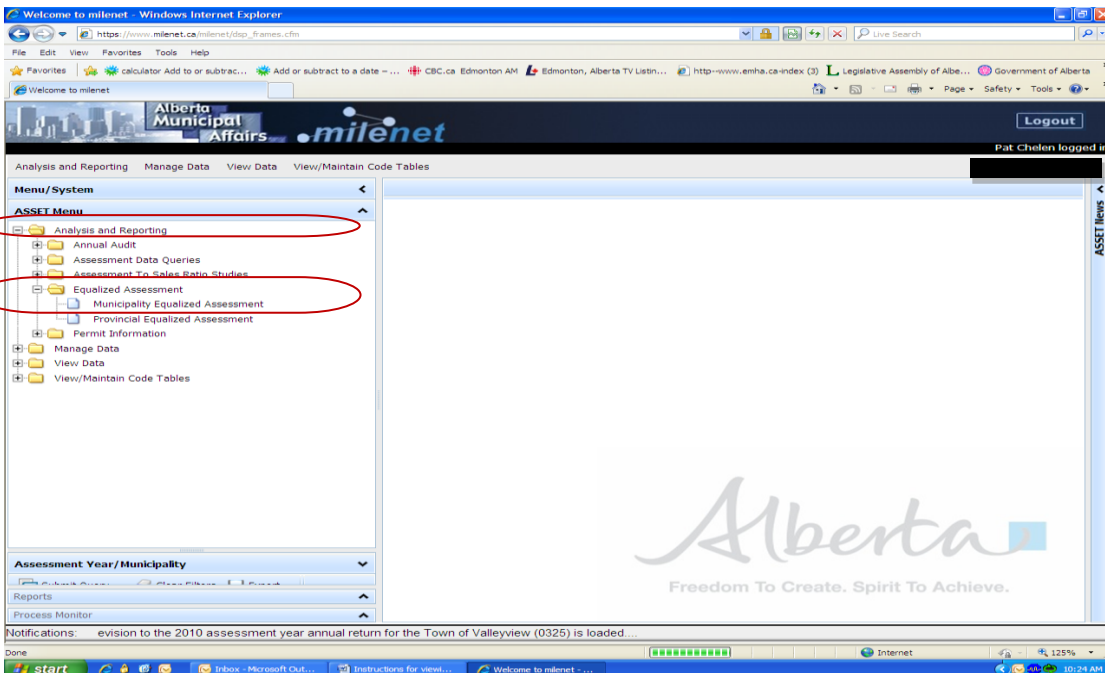 Welcome to milenet - Windows Internet Explorer
https://www.milenet.ca/milenet/dsp_frames.cfm
Live Search
File Edit View Favorites Tools Help
Favorites calculator Add to or subtrac... Add or subtract to a date - ... CBC.ca Edmonton AM Edmonton, Alberta TV Listin... http--www.emha.ca-index (3) Legislative Assembly of Albe... Government of Alberta
Welcome to milenet
Page Safety Tools
Alberta
Municipal
Affairs
milenet
Logout
Pat Chelen logged in
Analysis and Reporting Manage Data View Data View/Maintain Code Tables
Menu/System
ASSET News
ASSET Menu
Analysis and Reporting
Annual Audit
Assessment Data Queries
Assessment To Sales Ratio Studies
Equalized Assessment
Municipality Equalized Assessment
Provincial Equalized Assessment
Permit Information
Manage Data
View Data
View/Maintain Code Tables
Alberta
Freedom To Create. Spirit To Achieve.
Assessment Year/Municipality
Submit Query Clear Filters Export
Reports
Process Monitor
Notifications: evision to the 2010 assessment year annual return for the Town of Valleyview (0325) is loaded....
Done Internet 125%
start Inbox - Microsoft Out... Instructions for viewi... Welcome to milenet - ... 10:24 AM